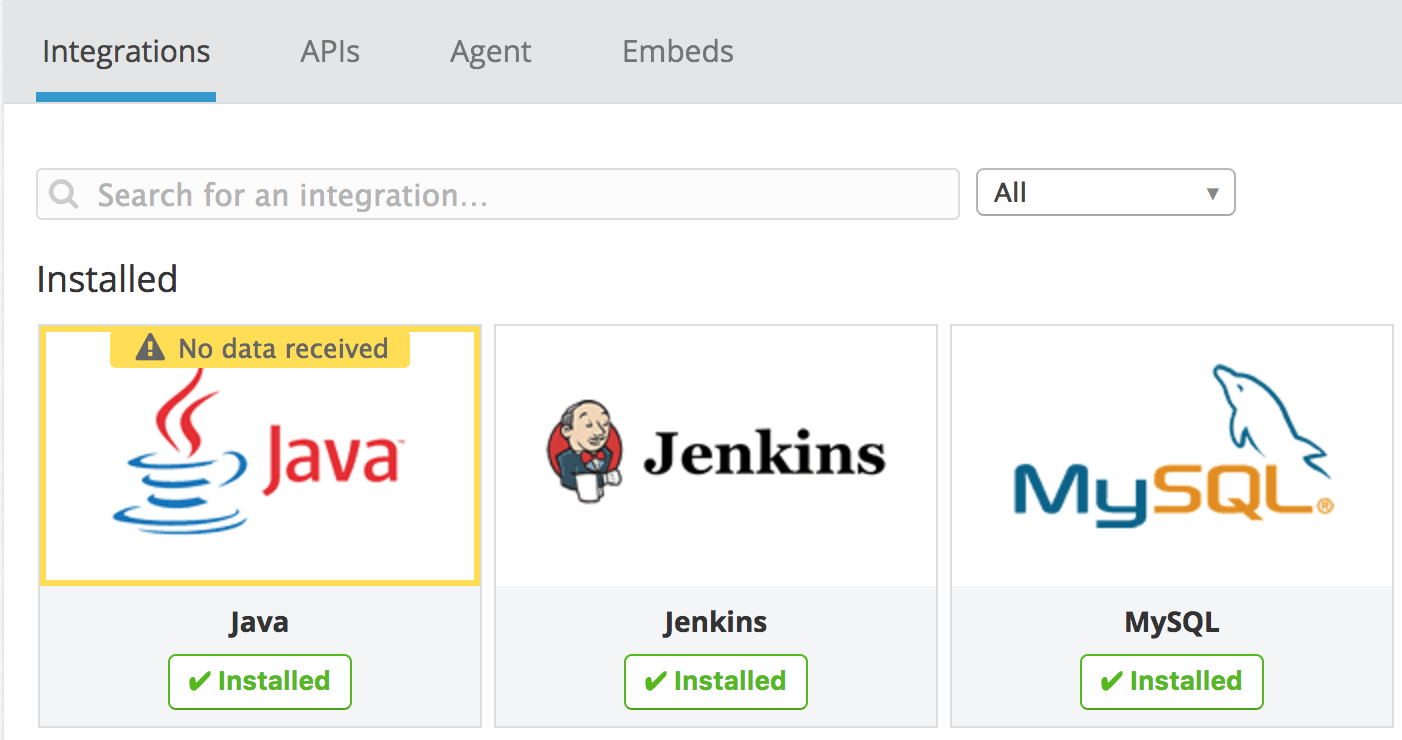 Integrations APIs Agent Embeds
Search for an integration...
All
Installed
No data received
Java™
Jenkins
MySQL®
Java
Jenkins
MySQL
✔ Installed
✔ Installed
✔ Installed